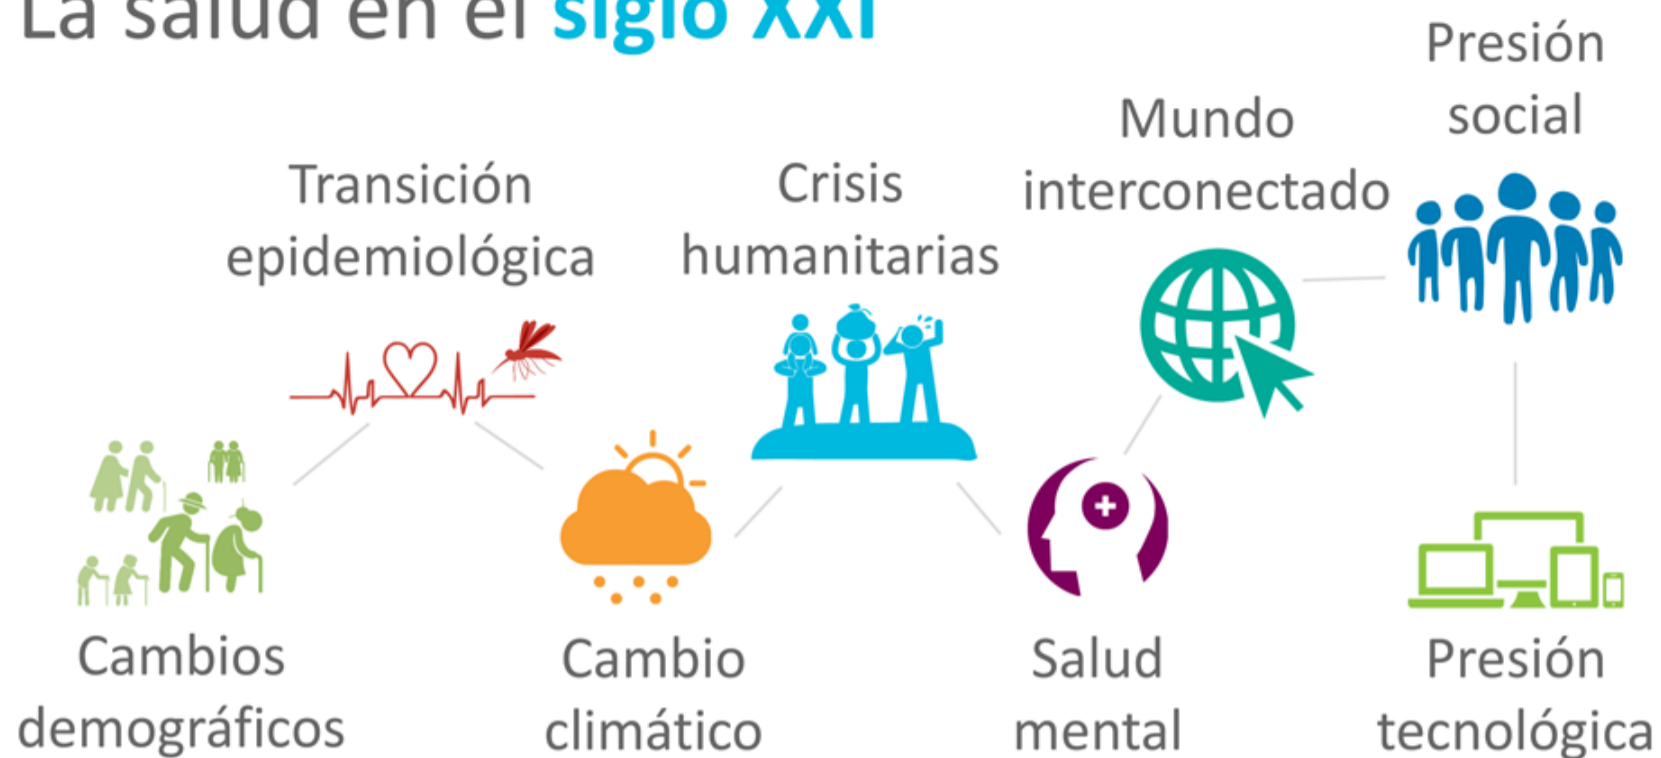 La salud en el siglo XXI
Transición
epidemiológica
Crisis
humanitarias
Mundo
interconectado
Presión
social
Cambios
demográficos
Cambio
climático
Salud
mental
Presión
tecnológica